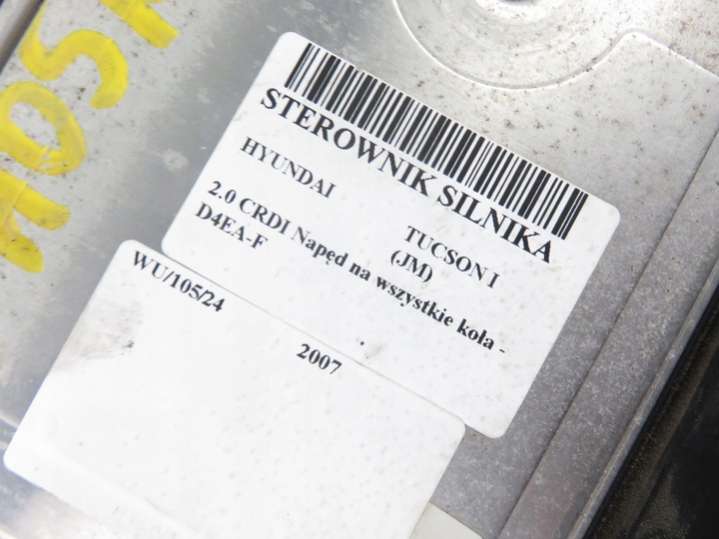 STEROWNIK SILNIKA
HYUNDAI TUCSON I
(JM)
2.0 CRDI Napęd na wszystkie koła -
D4EA-F
WU/105/24 2007